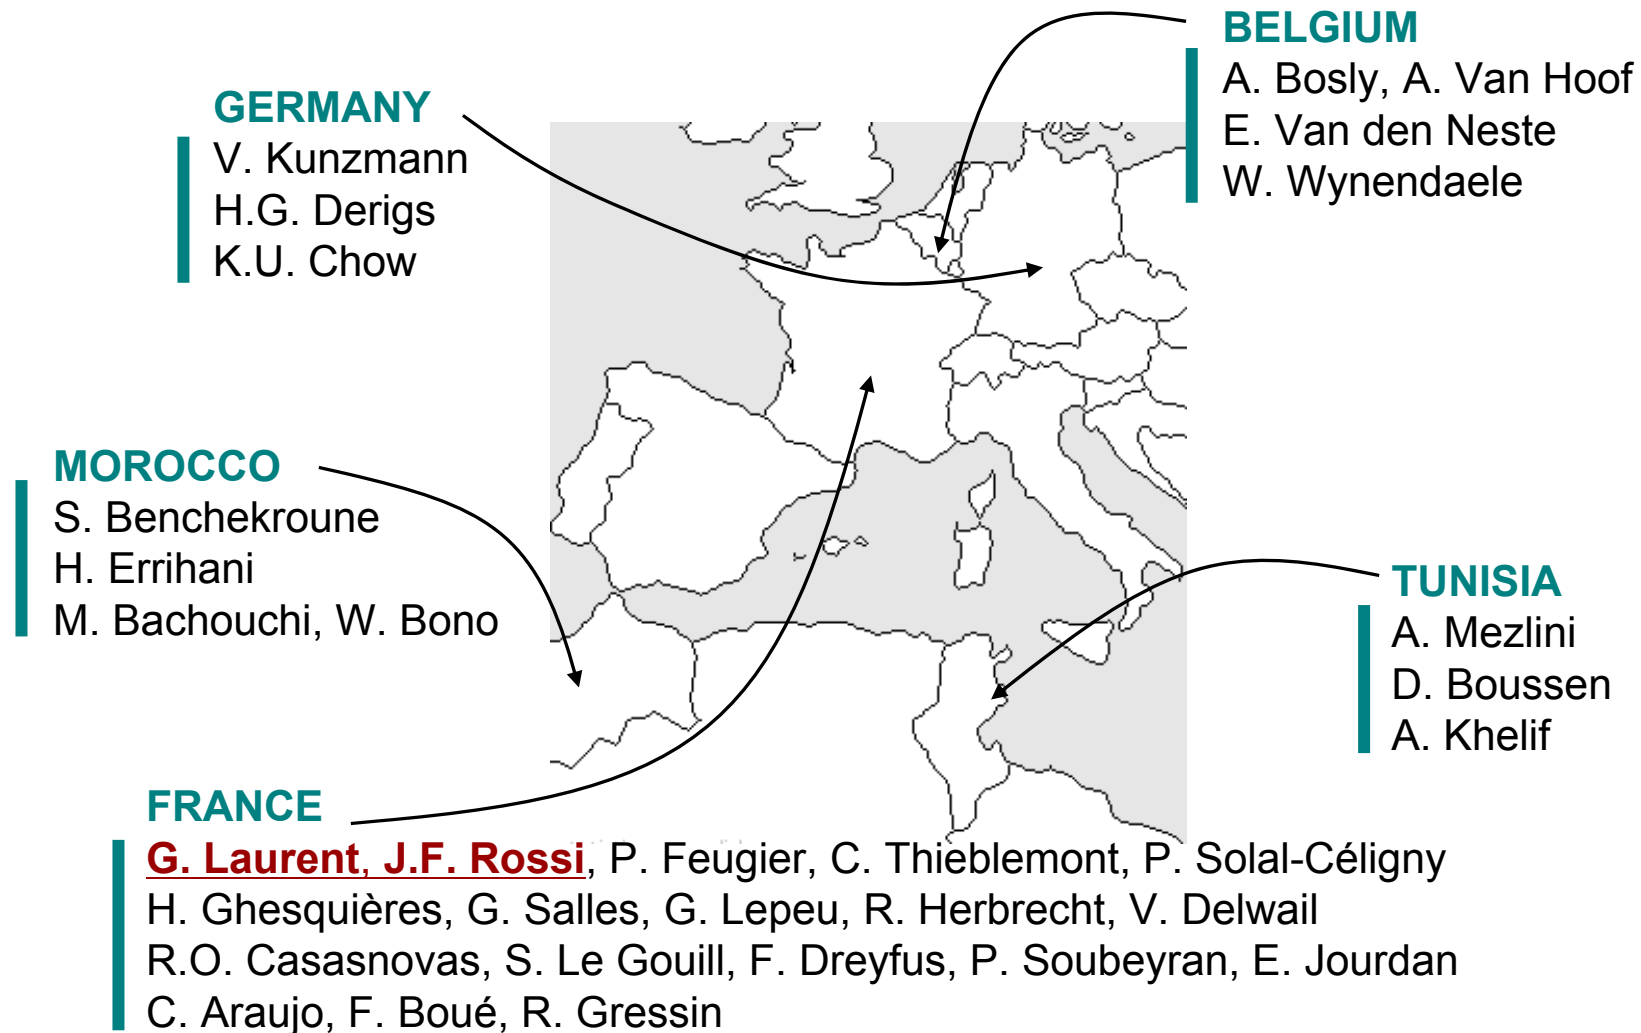 BELGIUM
A. Bosly, A. Van Hoof
E. Van den Neste
W. Wynendaele
GERMANY
V. Kunzmann
H.G. Derigs
K.U. Chow
MOROCCO
S. Benchekroune
H. Errihani
M. Bachouchi, W. Bono
TUNISIA
A. Mezlini
D. Boussen
A. Khelif
FRANCE
G. Laurent, J.F. Rossi, P. Feugier, C. Thieblemont, P. Solal-Céligny
H. Ghesquières, G. Salles, G. Lepeu, R. Herbrecht, V. Delwail
R.O. Casasnovas, S. Le Gouill, F. Dreyfus, P. Soubeyran, E. Jourdan
C. Araujo, F. Boué, R. Gressin